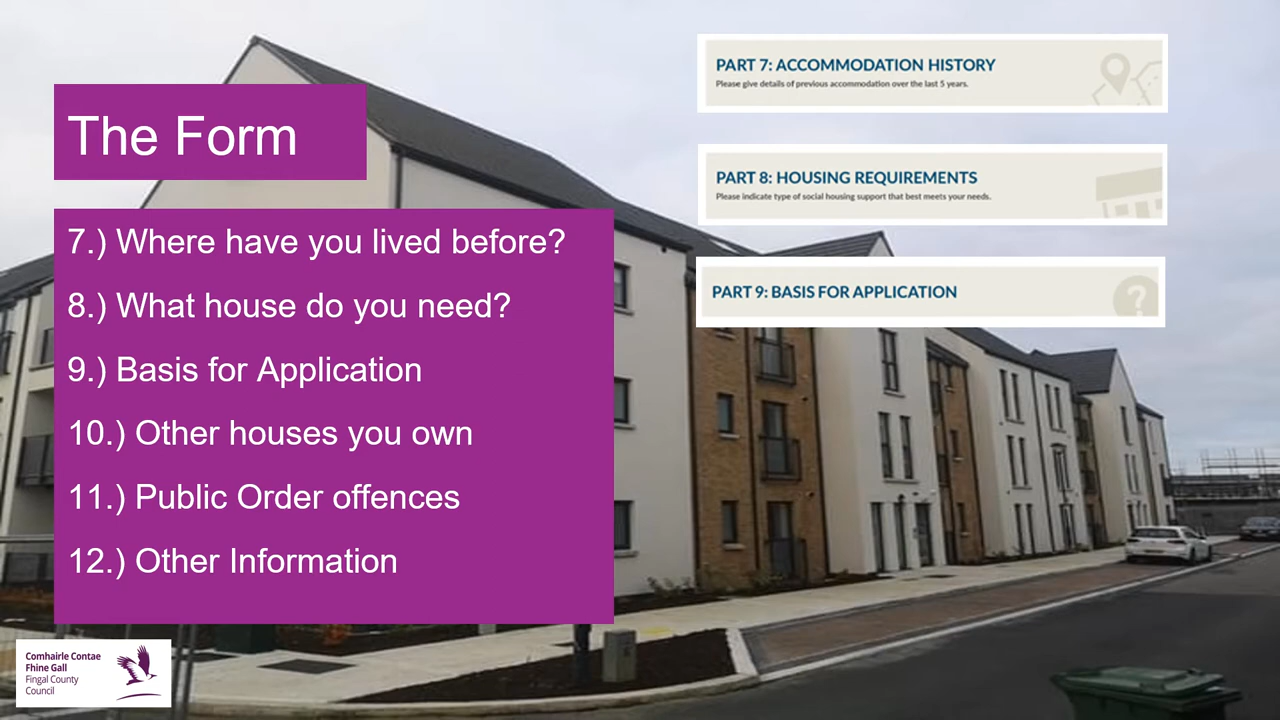 The Form
7.) Where have you lived before?
8.) What house do you need?
9.) Basis for Application
10.) Other houses you own
11.) Public Order offences
12.) Other Information
PART 7: ACCOMMODATION HISTORY
Please give details of previous accommodation over the last 5 years.
PART 8: HOUSING REQUIREMENTS
Please indicate type of social housing support that best meets your needs.
PART 9: BASIS FOR APPLICATION
?
Comhairle Contae
Fhine Gall
Fingal County
Council